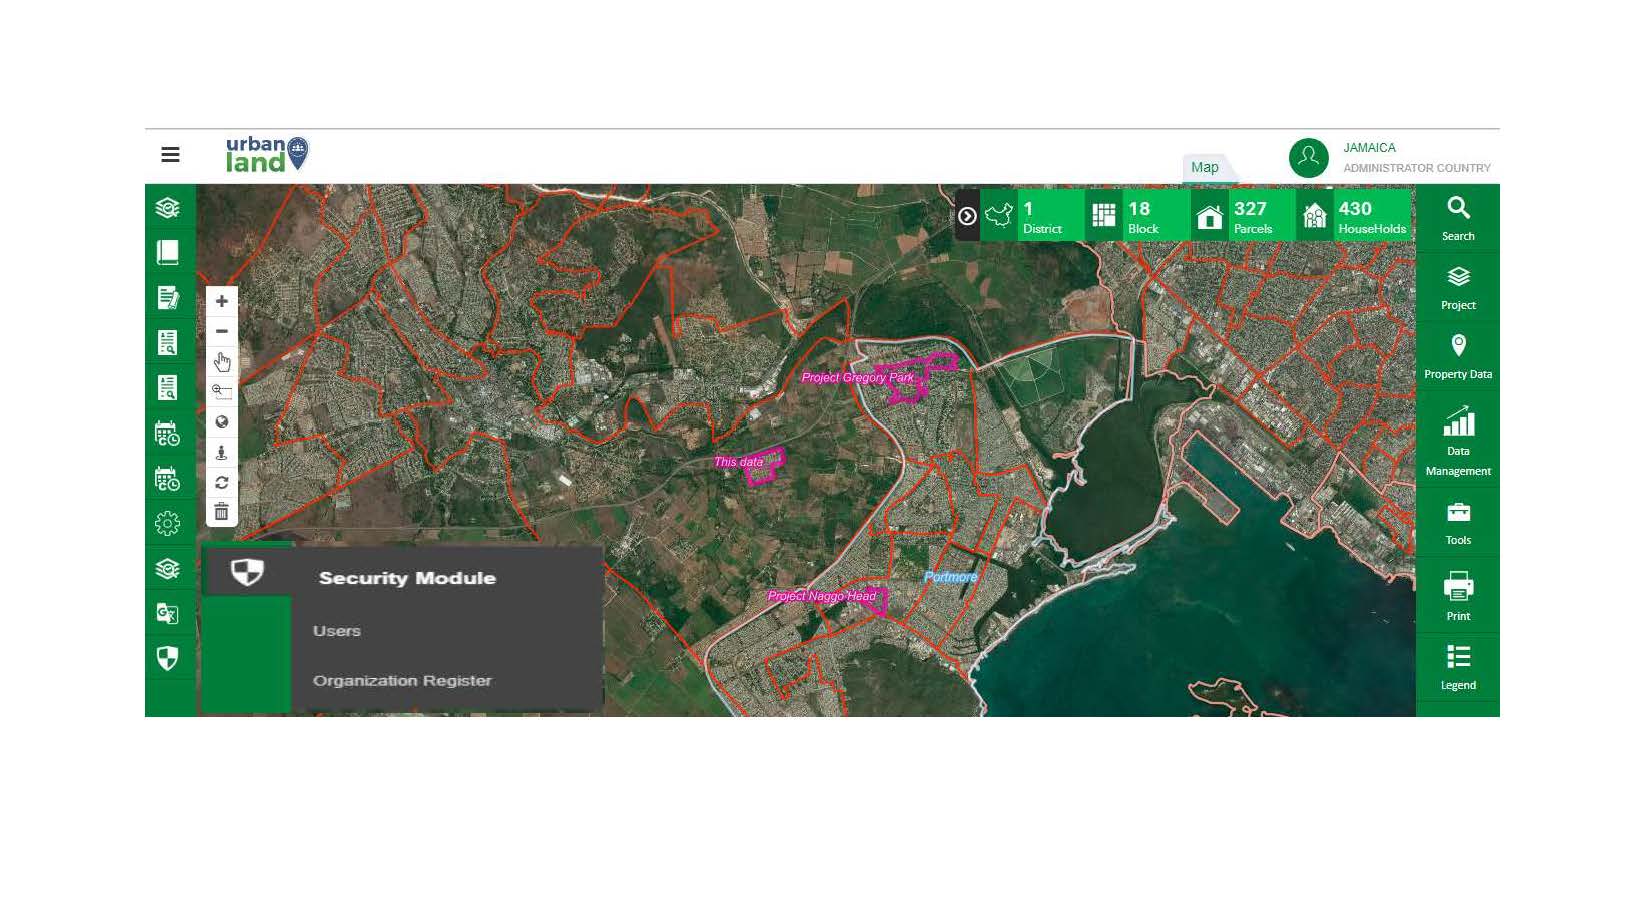 urban
land
Map
JAMAICA
ADMINISTRATOR COUNTRY
1
District
18
Block
327
Parcels
430
HouseHolds
Search
Project
Property Data
Data
Management
Tools
Print
Legend
Project Gregory Park
This data
Portmore
Project Naggo Head
Security Module
Users
Organization Register